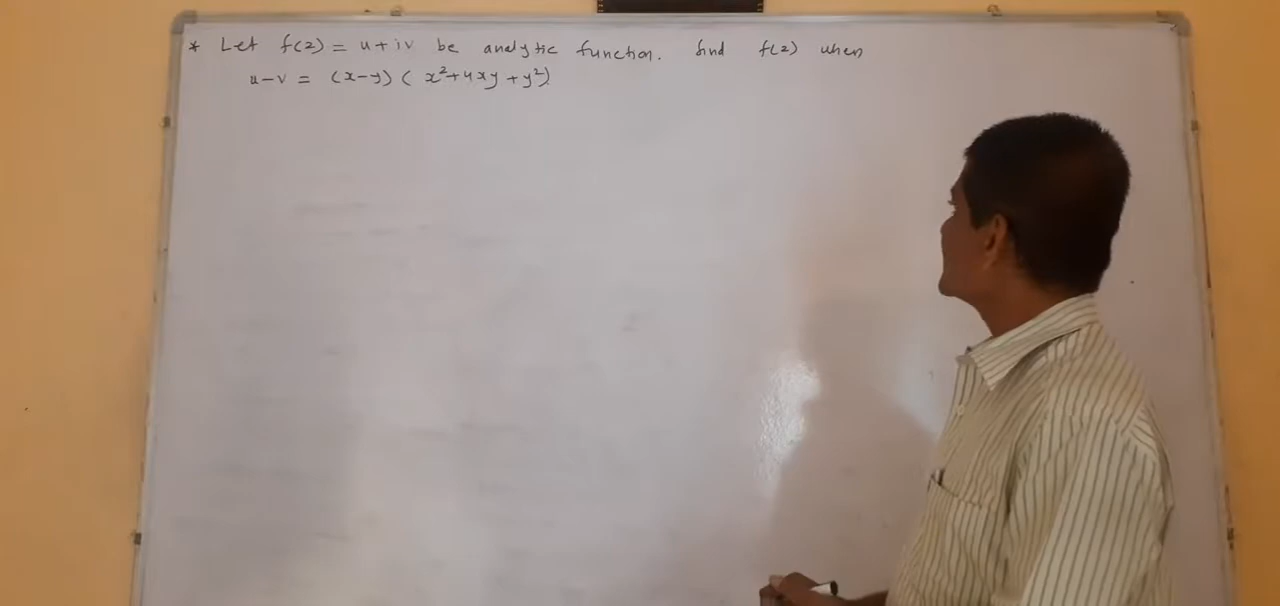 * Let f(z) = u+iv be analytic function. find f(z) when
u-v = (x-y) ( x²+4xy+y²)